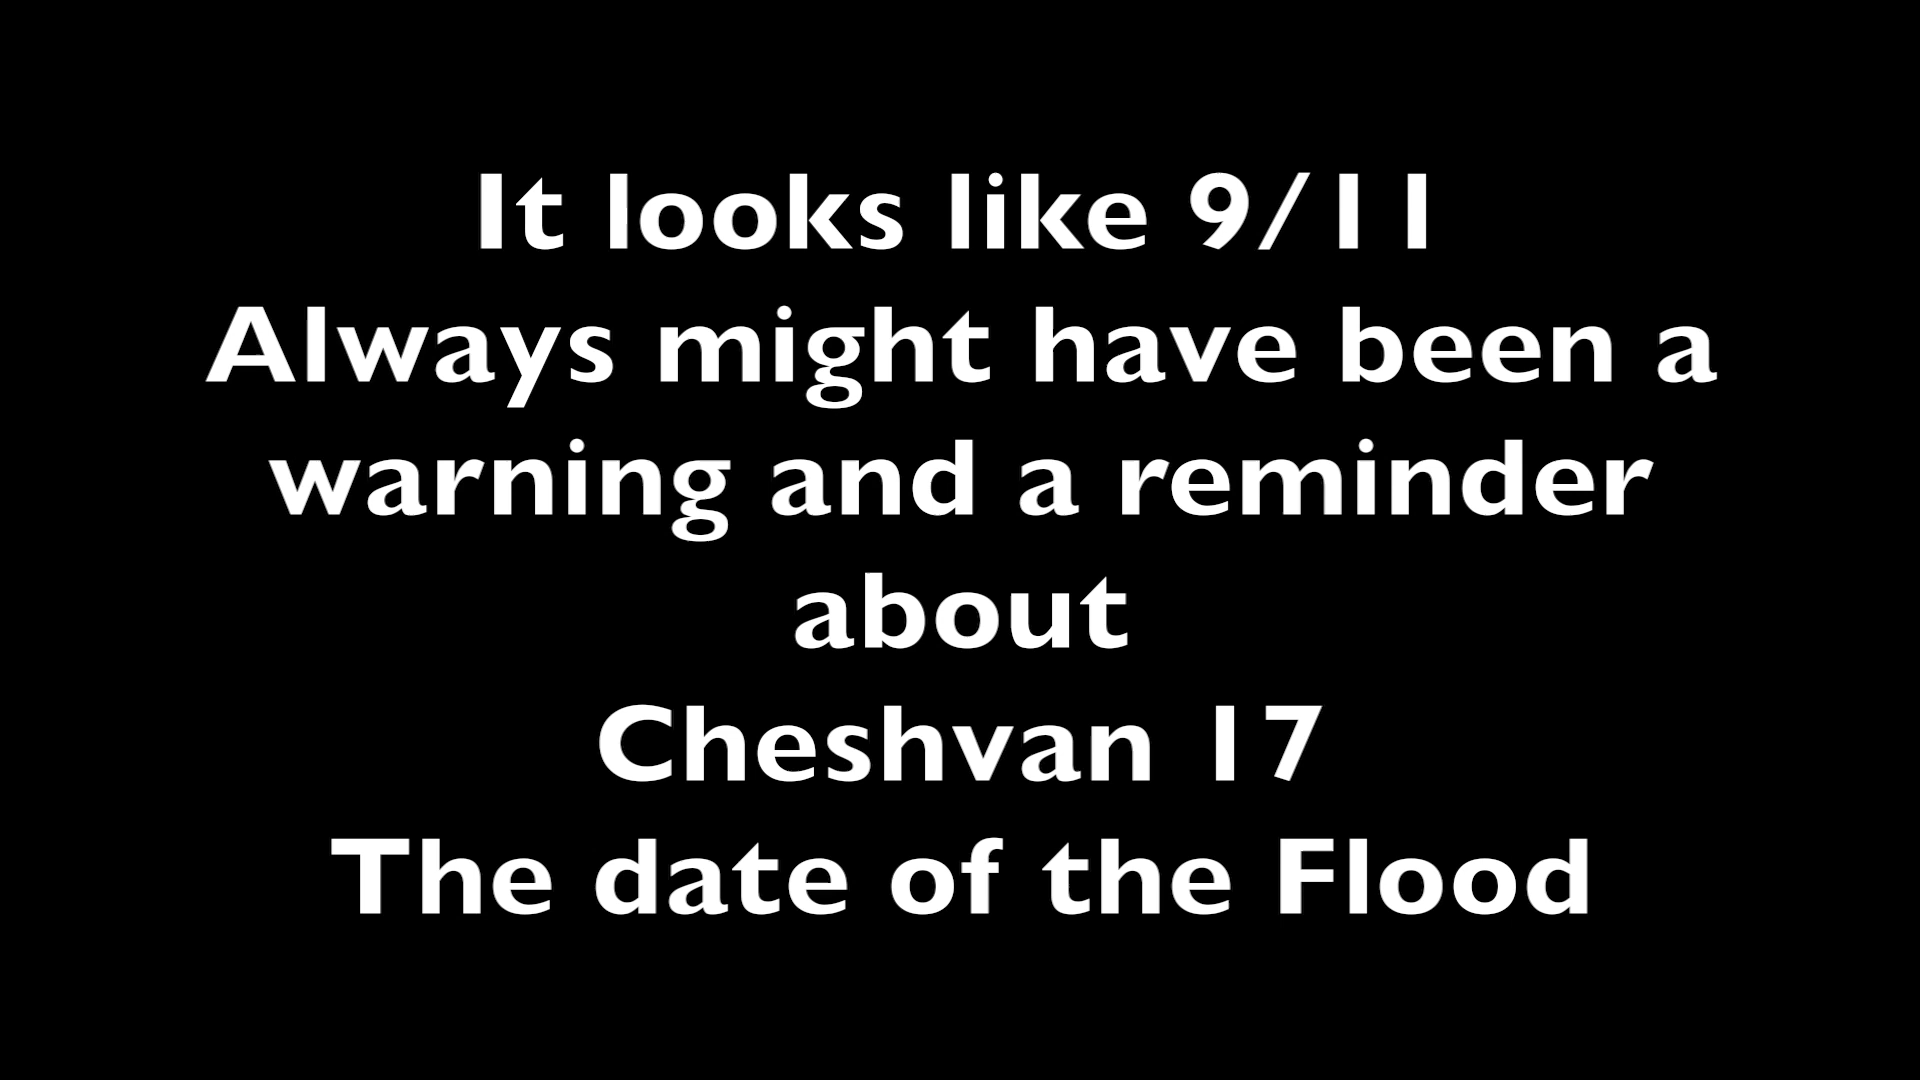 It looks like 9/11
Always might have been a
warning and a reminder
about
Cheshvan 17
The date of the Flood